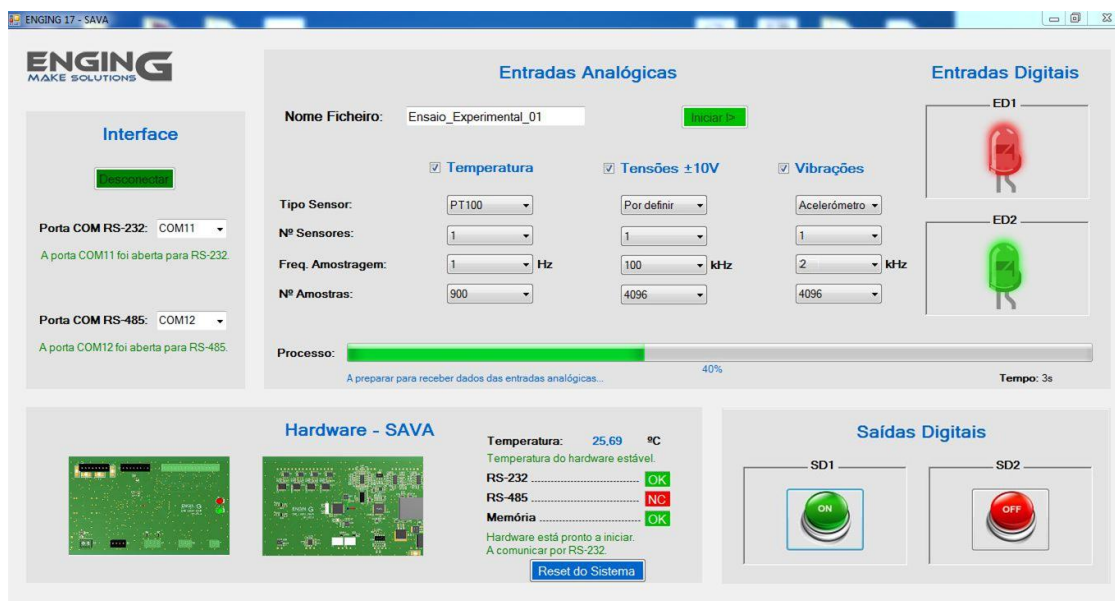 ENGING 17 - SAVA
ENGING
MAKE SOLUTIONS
Interface
Desconectar
Porta COM RS-232: COM11
A porta COM11 foi aberta para RS-232.
Porta COM RS-485: COM12
A porta COM12 foi aberta para RS-485.
Entradas Analógicas
Nome Ficheiro: Ensaio_Experimental_01 Iniciar |>
Temperatura Tensões ±10V Vibrações
Tipo Sensor: PT100 Por definir Acelerómetro
Nº Sensores: 1 1 1
Freq. Amostragem: 1 Hz 100 kHz 2 kHz
Nº Amostras: 900 4096 4096
Processo:
40%
A preparar para receber dados das entradas analógicas...
Tempo: 3s
Entradas Digitais
ED1
ED2
Hardware - SAVA
Temperatura: 25,69 ºC
Temperatura do hardware estável.
RS-232 OK
RS-485 NC
Memória OK
Hardware está pronto a iniciar.
A comunicar por RS-232.
Reset do Sistema
Saídas Digitais
SD1 SD2
ON OFF